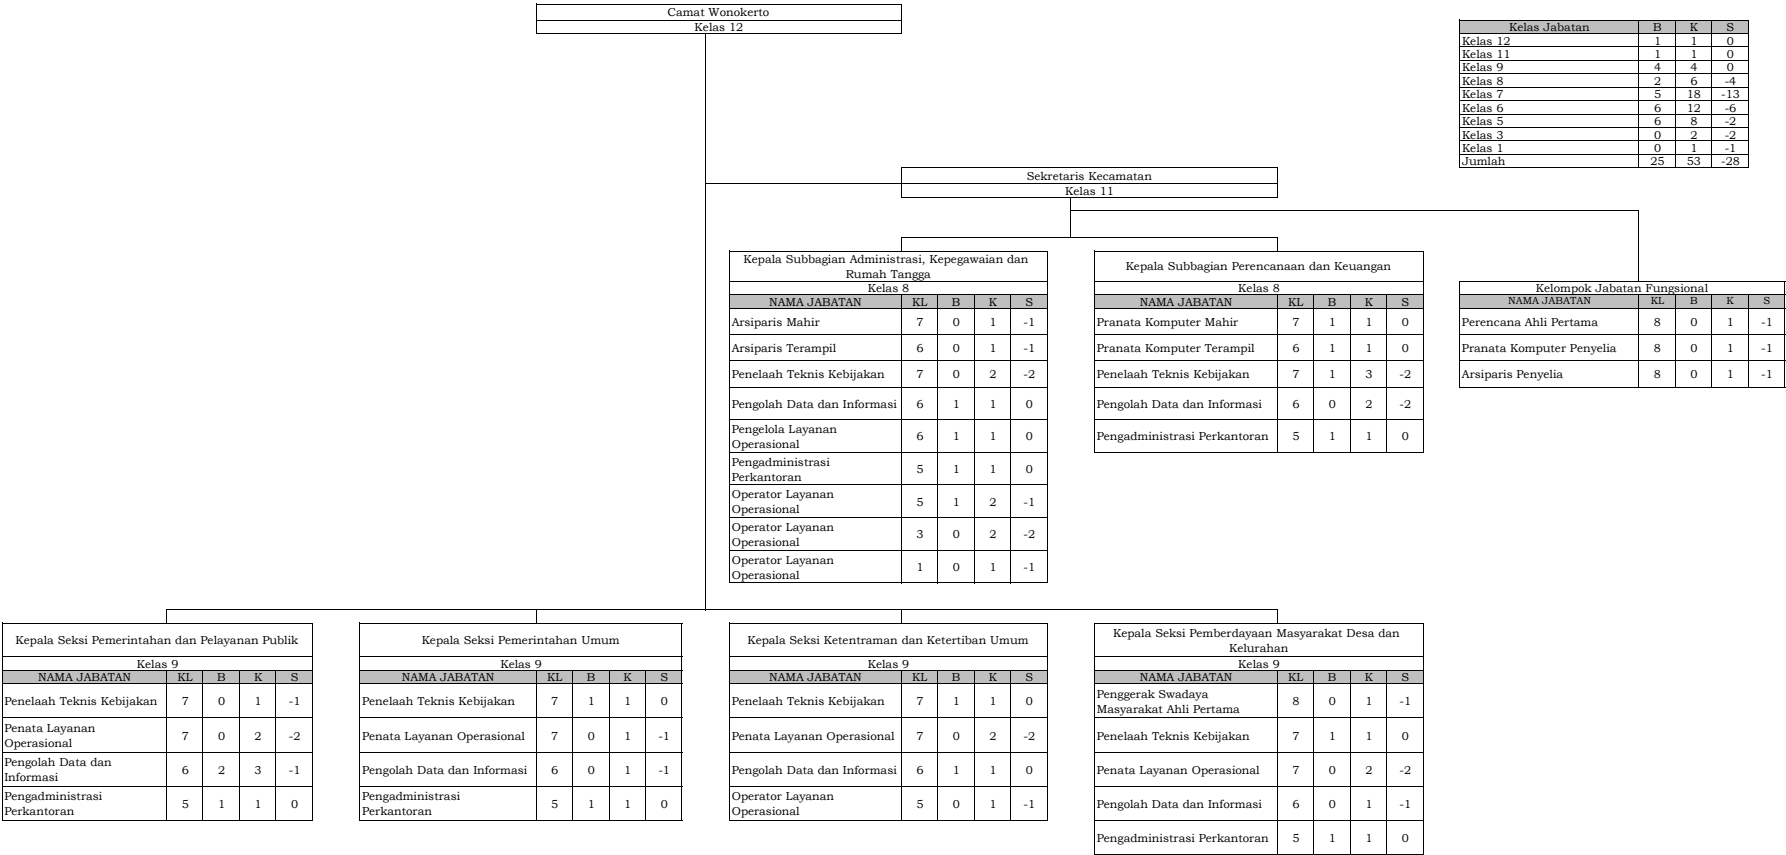 Camat Wonokerto
Kelas 12
Kelas Jabatan B K S
Kelas 12 1 1 0
Kelas 11 1 1 0
Kelas 9 4 4 0
Kelas 8 2 6 -4
Kelas 7 5 18 -13
Kelas 6 6 12 -6
Kelas 5 6 8 -2
Kelas 3 0 2 -2
Kelas 1 0 1 -1
Jumlah 25 53 -28
Sekretaris Kecamatan
Kelas 11
Kepala Subbagian Administrasi, Kepegawaian dan
Rumah Tangga
Kelas 8
NAMA JABATAN KL B K S
Arsiparis Mahir 7 0 1 -1
Arsiparis Terampil 6 0 1 -1
Penelaah Teknis Kebijakan 7 0 2 -2
Pengolah Data dan Informasi 6 1 1 0
Pengelola Layanan
Operasional 6 1 1 0
Pengadministrasi
Perkantoran 5 1 1 0
Operator Layanan
Operasional 5 1 2 -1
Operator Layanan
Operasional 3 0 2 -2
Operator Layanan
Operasional 1 0 1 -1
Kepala Subbagian Perencanaan dan Keuangan
Kelas 8
NAMA JABATAN KL B K S
Pranata Komputer Mahir 7 1 1 0
Pranata Komputer Terampil 6 1 1 0
Penelaah Teknis Kebijakan 7 1 3 -2
Pengolah Data dan Informasi 6 0 2 -2
Pengadministrasi Perkantoran 5 1 1 0
Kelompok Jabatan Fungsional
NAMA JABATAN KL B K S
Perencana Ahli Pertama 8 0 1 -1
Pranata Komputer Penyelia 8 0 1 -1
Arsiparis Penyelia 8 0 1 -1
Kepala Seksi Pemerintahan dan Pelayanan Publik
Kelas 9
NAMA JABATAN KL B K S
Penelaah Teknis Kebijakan 7 0 1 -1
Penata Layanan
Operasional 7 0 2 -2
Pengolah Data dan
Informasi 6 2 3 -1
Pengadministrasi
Perkantoran 5 1 1 0
Kepala Seksi Pemerintahan Umum
Kelas 9
NAMA JABATAN KL B K S
Penelaah Teknis Kebijakan 7 1 1 0
Penata Layanan Operasional 7 0 1 -1
Pengolah Data dan Informasi 6 0 1 -1
Pengadministrasi
Perkantoran 5 1 1 0
Kepala Seksi Ketentraman dan Ketertiban Umum
Kelas 9
NAMA JABATAN KL B K S
Penelaah Teknis Kebijakan 7 1 1 0
Penata Layanan Operasional 7 0 2 -2
Pengolah Data dan Informasi 6 1 1 0
Operator Layanan
Operasional 5 0 1 -1
Kepala Seksi Pemberdayaan Masyarakat Desa dan
Kelurahan
Kelas 9
NAMA JABATAN KL B K S
Penggerak Swadaya
Masyarakat Ahli Pertama 8 0 1 -1
Penelaah Teknis Kebijakan 7 1 1 0
Penata Layanan Operasional 7 0 2 -2
Pengolah Data dan Informasi 6 0 1 -1
Pengadministrasi Perkantoran 5 1 1 0